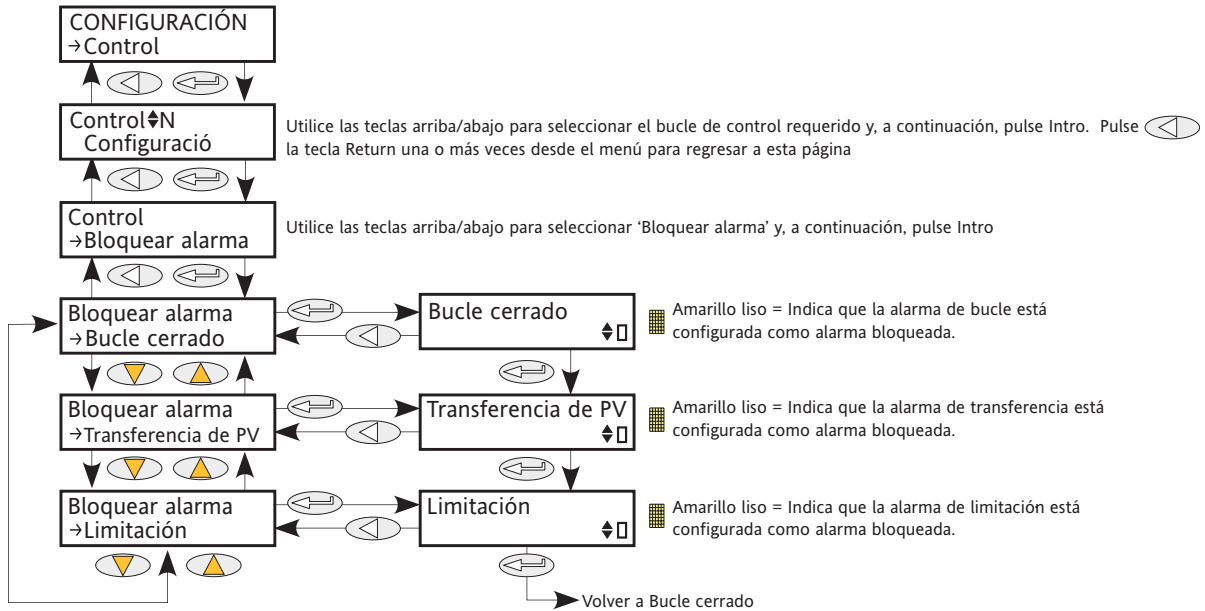 CONFIGURACIÓN
→Control
Control♦N
Configuració
Utilice las teclas arriba/abajo para seleccionar el bucle de control requerido y, a continuación, pulse Intro. Pulse
la tecla Return una o más veces desde el menú para regresar a esta página
Control
→Bloquear alarma
Utilice las teclas arriba/abajo para seleccionar ‘Bloquear alarma’ y, a continuación, pulse Intro
Bloquear alarma
→Bucle cerrado
Bucle cerrado
Amarillo liso = Indica que la alarma de bucle está
configurada como alarma bloqueada.
Bloquear alarma
→Transferencia de PV
Transferencia de PV
Amarillo liso = Indica que la alarma de transferencia está
configurada como alarma bloqueada.
Bloquear alarma
→Limitación
Limitación
Amarillo liso = Indica que la alarma de limitación está
configurada como alarma bloqueada.
Volver a Bucle cerrado